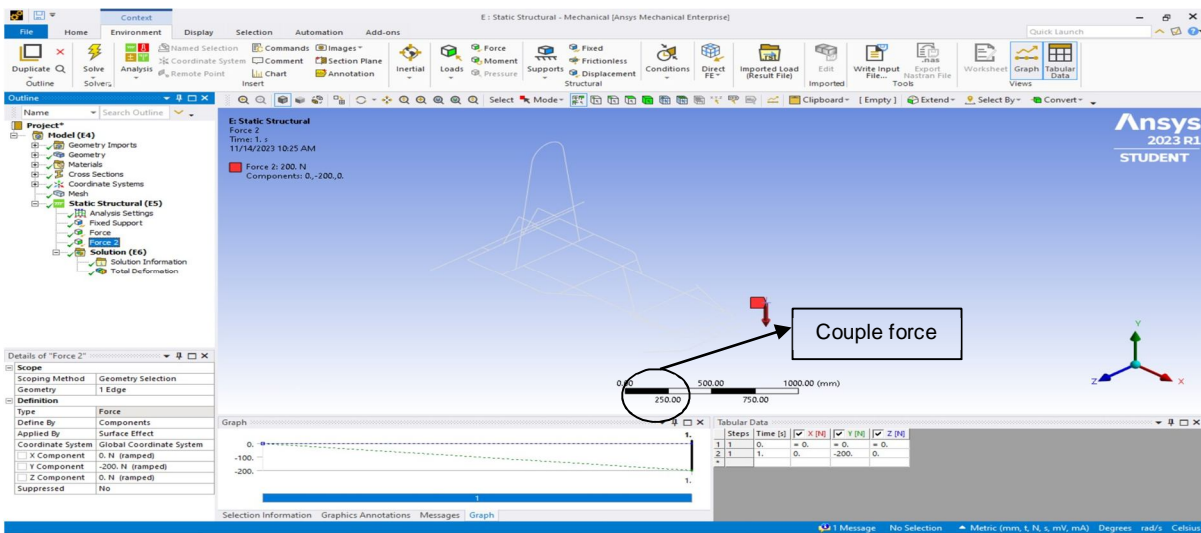 Context
E : Static Structural - Mechanical [Ansys Mechanical Enterprise]
File Home Environment Display Selection Automation Add-ons
Quick Launch
Duplicate Q Solve Analysis
Named Selection
Coordinate System
Remote Point
Commands
Comment
Chart
Images
Section Plane
Annotation
Inertial Loads
Force
Moment
Pressure
Supports
Fixed
Frictionless
Displacement
Conditions
Direct FE
Imported Load (Result File)
Edit
Write Input File...
Export Nastran File
.nas
Worksheet
Graph
Tabular Data
Outline Solver Insert Structural Imported Tools Views
Outline
Name Search Outline
Select Mode Clipboard [Empty] Extend Select By Convert
Project*
Model (E4)
Geometry Imports
Geometry
Materials
Cross Sections
Coordinate Systems
Mesh
Static Structural (E5)
Analysis Settings
Fixed Support
Force
Force 2
Solution (E6)
Solution Information
Total Deformation
E: Static Structural
Force 2
Time: 1. s
11/14/2023 10:25 AM
Force 2: 200. N
Components: 0.,-200.,0.
Ansys
2023 R1
STUDENT
Couple force
Y
Z X
0.00 500.00 1000.00 (mm)
250.00 750.00
Details of "Force 2"
Scope
Scoping Method Geometry Selection
Geometry 1 Edge
Definition
Type Force
Define By Components
Applied By Surface Effect
Coordinate System Global Coordinate System
X Component 0. N (ramped)
Y Component -200. N (ramped)
Z Component 0. N (ramped)
Suppressed No
Graph
1.
0.
-100.
-200.
1.
1
Tabular Data
Steps Time [s] X [N] Y [N] Z [N]
1 1 0. = 0. = 0. = 0.
2 1 1. 0. -200. 0.
*
Selection Information Graphics Annotations Messages Graph
1 Message No Selection Metric (mm, t, N, s, mV, mA) Degrees rad/s Celsius